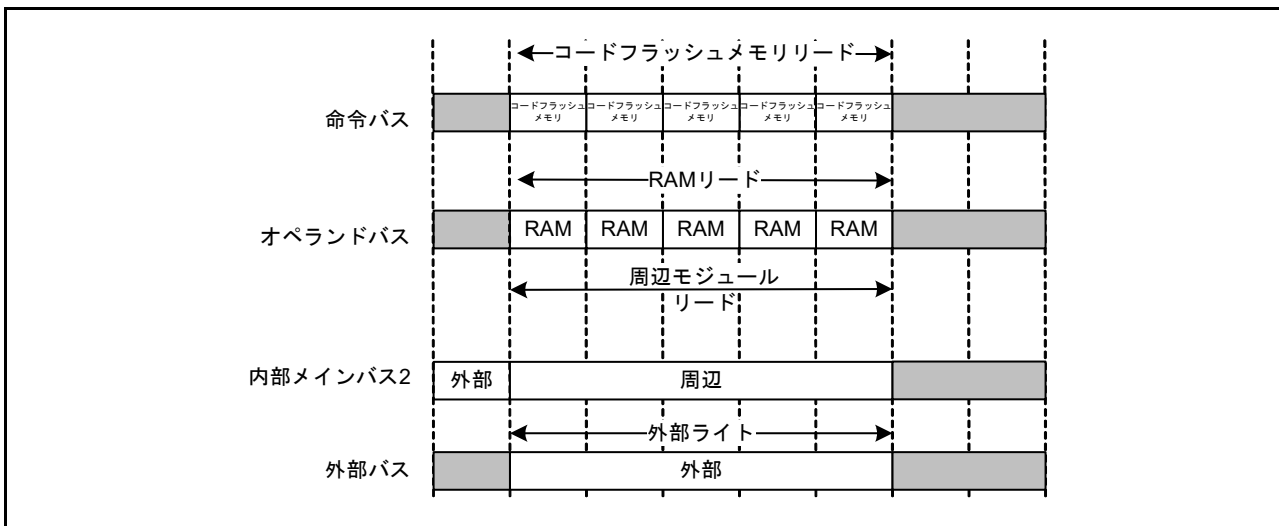 コードフラッシュメモリリード
命令バス
コードフラッシュ
メモリ
コードフラッシュ
メモリ
コードフラッシュ
メモリ
コードフラッシュ
メモリ
コードフラッシュ
メモリ
RAMリード
オペランドバス
RAM
RAM
RAM
RAM
RAM
周辺モジュール
リード
内部メインバス2
外部
周辺
外部ライト
外部バス
外部